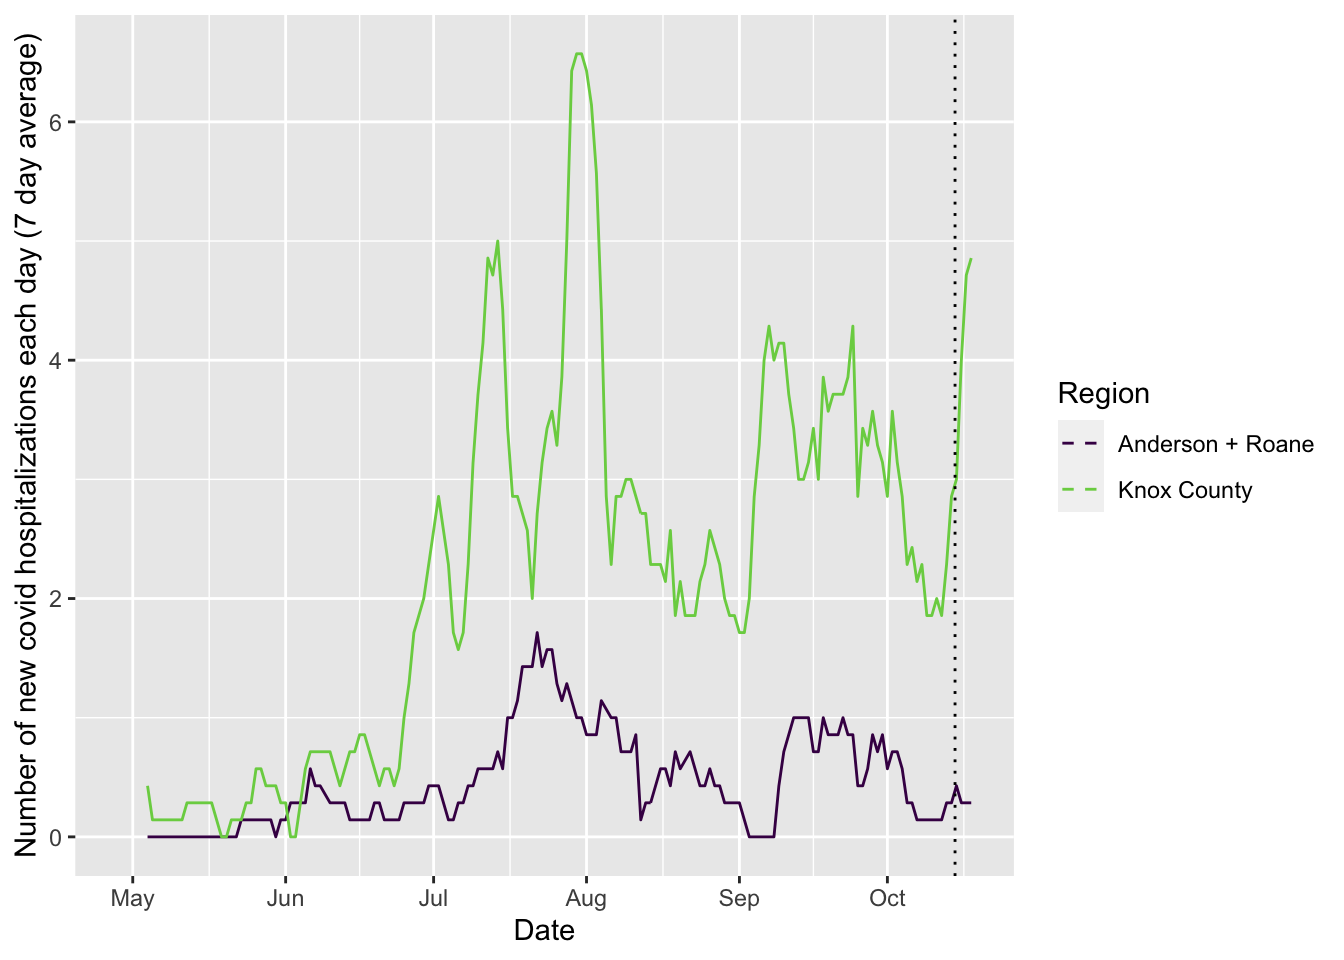 Number of new covid hospitalizations each day (7 day average)
6
4
2
0
May Jun Jul Aug Sep Oct
Date
Region
Anderson + Roane
Knox County